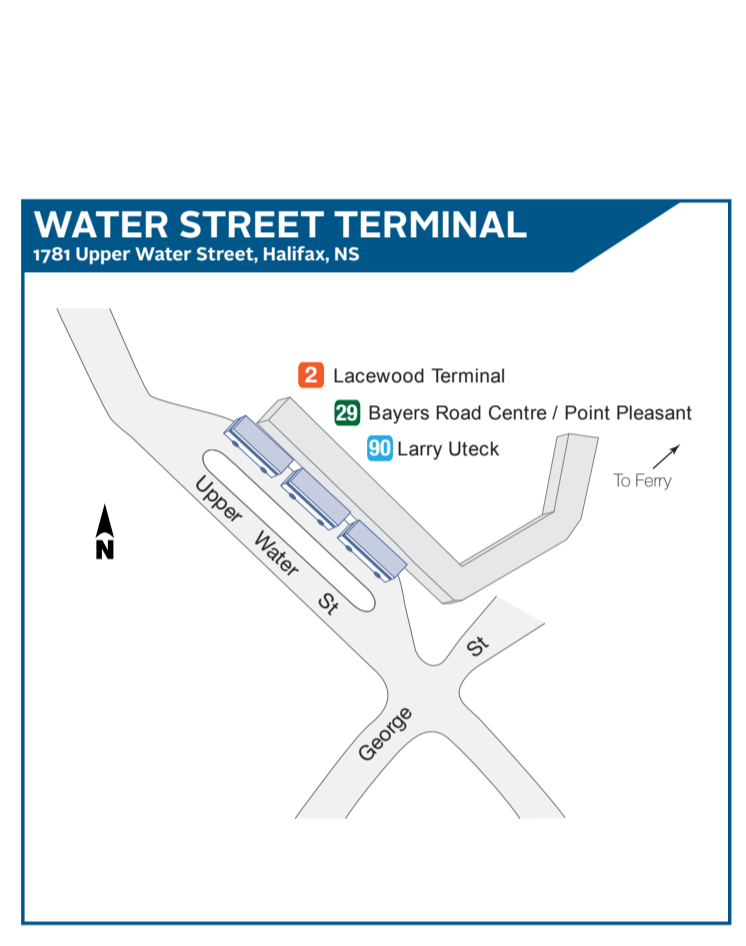 WATER STREET TERMINAL
1781 Upper Water Street, Halifax, NS
2 Lacewood Terminal
29 Bayers Road Centre / Point Pleasant
90 Larry Uteck
To Ferry
Upper Water St
N
George St